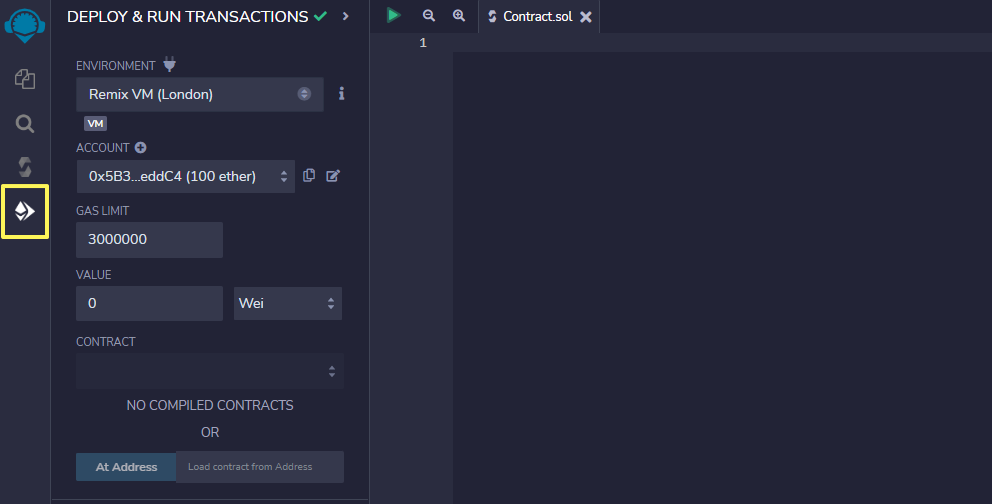 DEPLOY & RUN TRANSACTIONS
Contract.sol
1
ENVIRONMENT
Remix VM (London)
VM
ACCOUNT
0x5B3...eddC4 (100 ether)
GAS LIMIT
3000000
VALUE
0 Wei
CONTRACT
NO COMPILED CONTRACTS
OR
At Address Load contract from Address